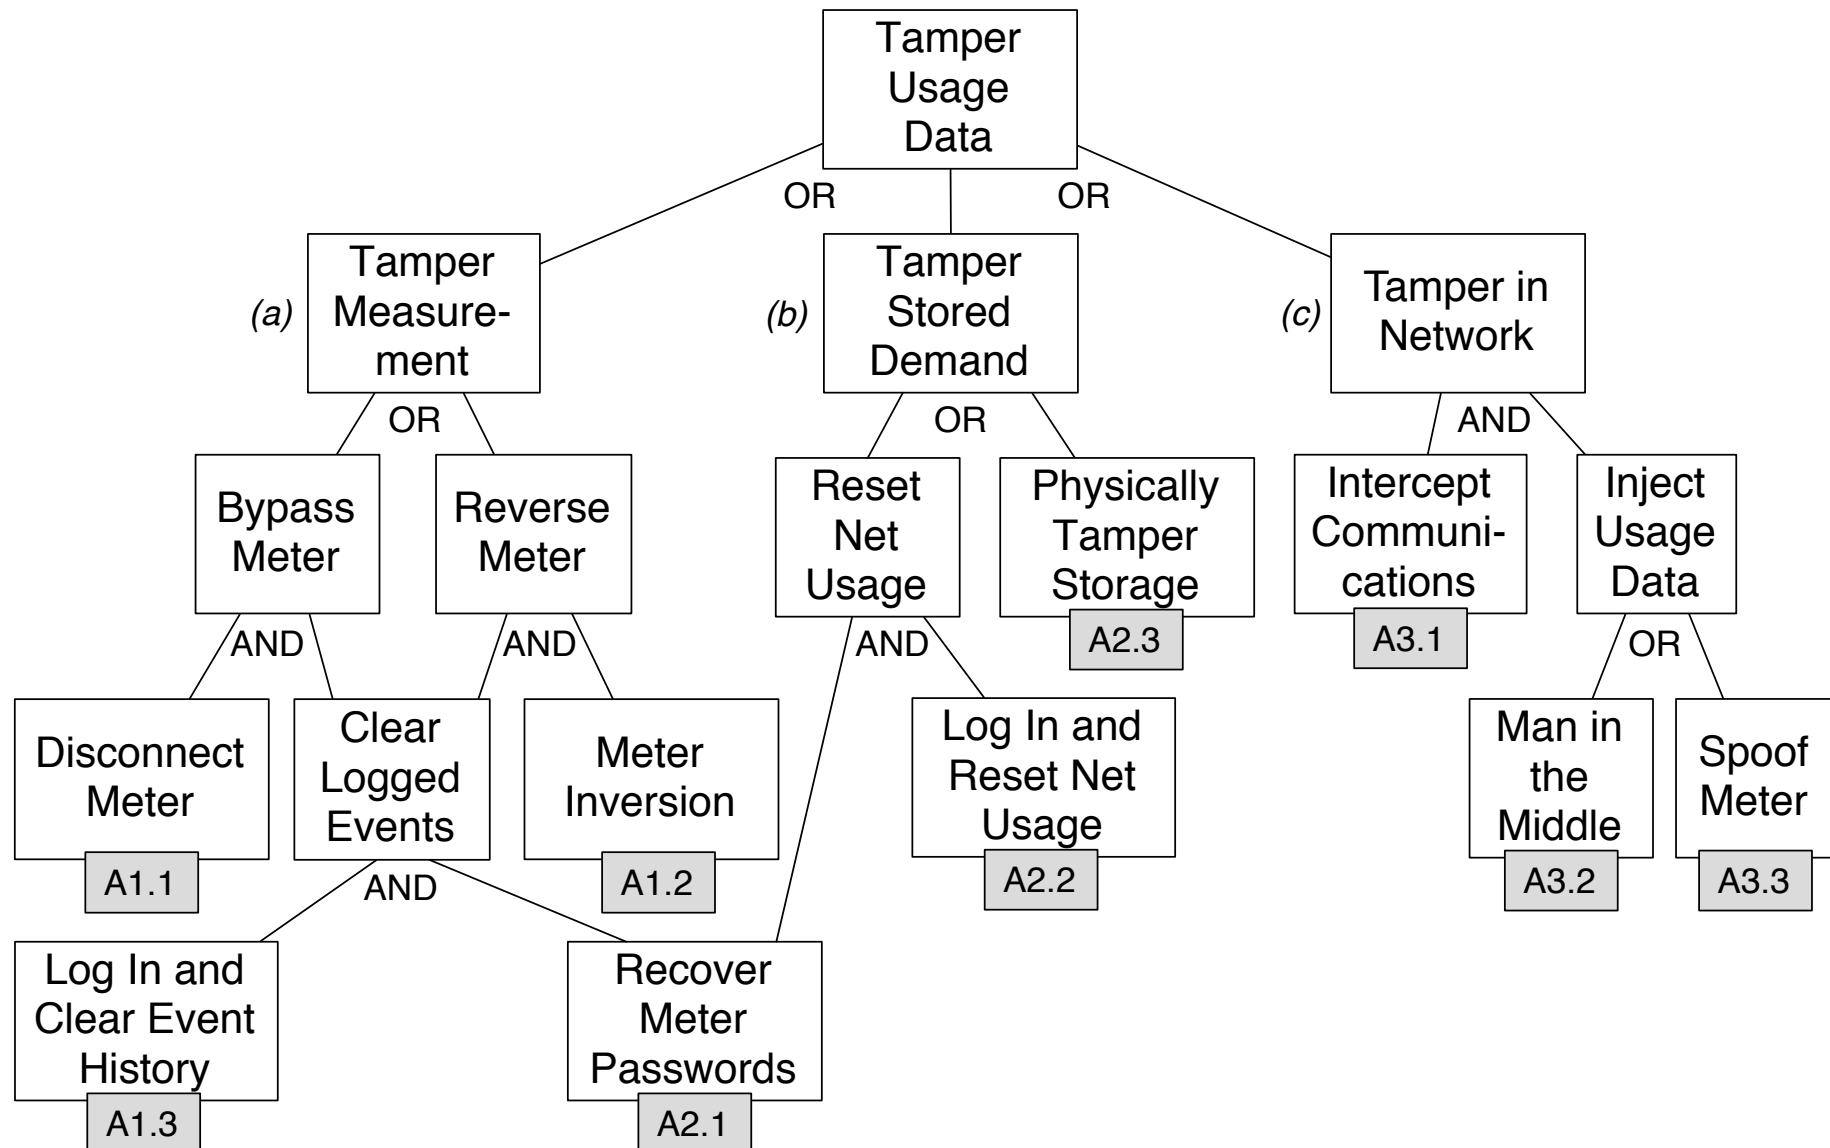 Tamper
Usage
Data
OR
OR
(a)
Tamper
Measure-
ment
(b)
Tamper
Stored
Demand
(c)
Tamper in
Network
OR
OR
AND
Bypass
Meter
Reverse
Meter
Reset
Net
Usage
Physically
Tamper
Storage
A2.3
Intercept
Communi-
cations
A3.1
Inject
Usage
Data
AND
AND
AND
OR
Disconnect
Meter
A1.1
Clear
Logged
Events
Meter
Inversion
A1.2
Log In and
Reset Net
Usage
A2.2
Man in
the
Middle
A3.2
Spoof
Meter
A3.3
AND
Log In and
Clear Event
History
A1.3
Recover
Meter
Passwords
A2.1